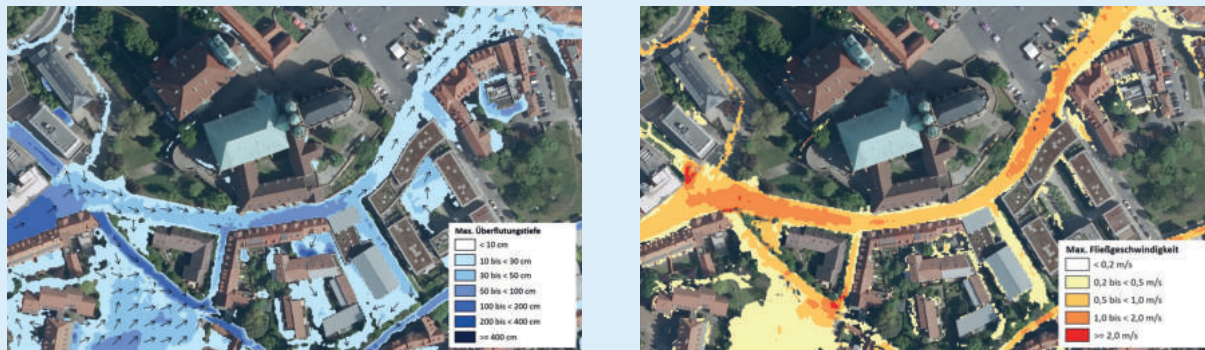 Max. Überflutungstiefe
< 10 cm
10 bis < 30 cm
30 bis < 50 cm
50 bis < 100 cm
100 bis < 200 cm
200 bis < 400 cm
>= 400 cm
Max. Fließgeschwindigkeit
< 0,2 m/s
0,2 bis < 0,5 m/s
0,5 bis < 1,0 m/s
1,0 bis < 2,0 m/s
>= 2,0 m/s